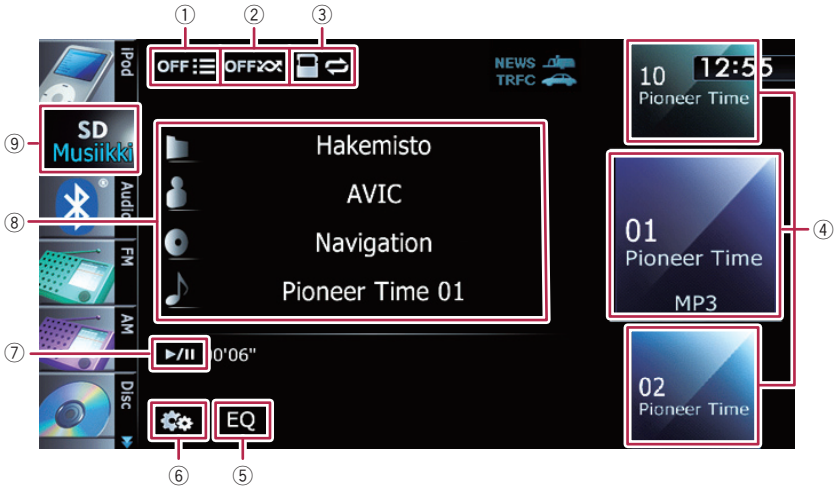 ① ② ③
iPod
OFF OFF
NEWS
TRFC
12:55
10
Pioneer Time
⑨
SD
Musiikki
Hakemisto
⑧
Audio
AVIC
④
01
Pioneer Time
FM
Navigation
Pioneer Time 01
MP3
AM
⑦
00'06"
02
Pioneer Time
Disc
EQ
⑥ ⑤